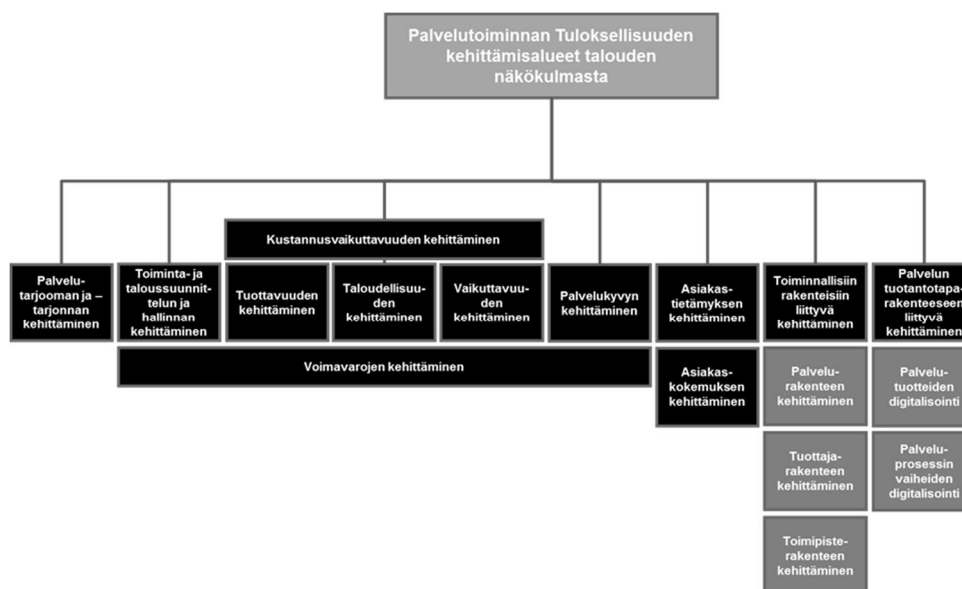 Palvelutoiminnan Tuloksellisuuden
kehittämisalueet talouden
näkökulmasta
Kustannusvaikuttavuuden kehittäminen
Palvelu-
tarjooman ja –
tarjonnan
kehittäminen
Toiminta- ja
taloussuunnit-
telun ja
hallinnan
kehittäminen
Tuottavuuden
kehittäminen
Taloudellisuu-
den
kehittäminen
Vaikuttavuu-
den
kehittäminen
Palvelukyvyn
kehittäminen
Asiakas-
tietämyksen
kehittäminen
Toiminnallisiin
rakenteisiin
liittyvä
kehittäminen
Palvelun
tuotantotapa-
rakenteeseen
liittyvä
kehittäminen
Voimavarojen kehittäminen
Asiakas-
kokemuksen
kehittäminen
Palvelu-
rakenteen
kehittäminen
Palvelu-
tuotteiden
digitalisointi
Tuottaja-
rakenteen
kehittäminen
Palvelu-
prosessin
vaiheiden
digitalisointi
Toimipiste-
rakenteen
kehittäminen